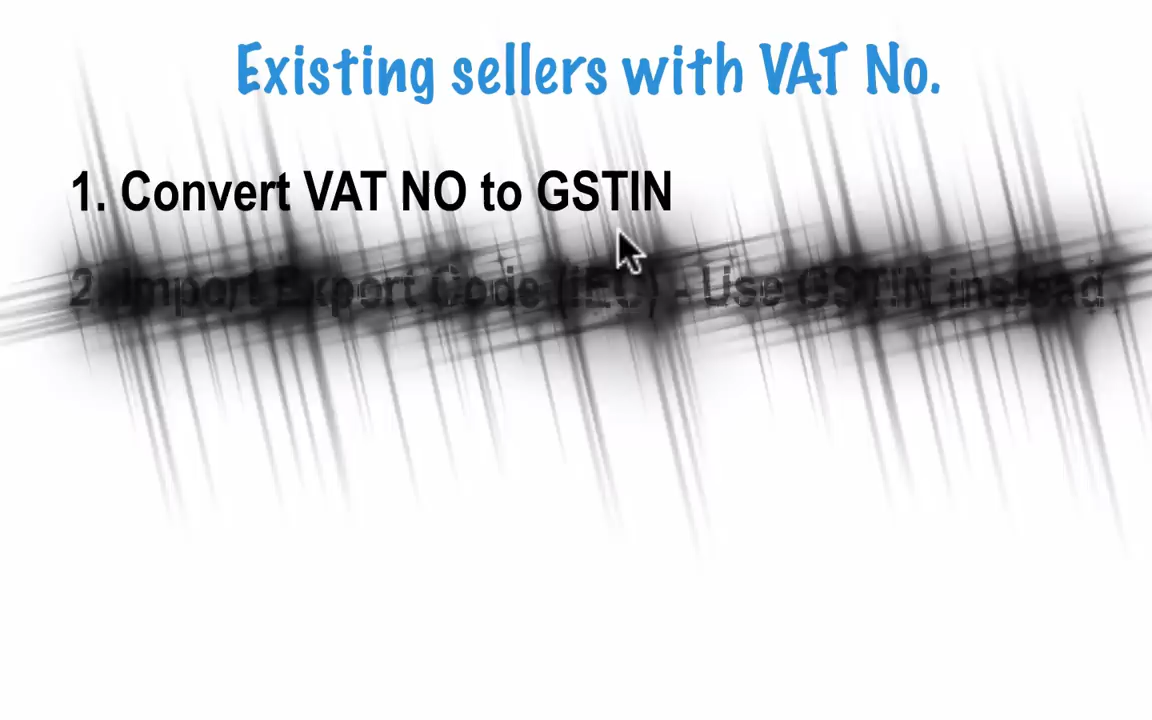 Existing sellers with VAT No.
1. Convert VAT NO to GSTIN
2. Import Export Code (iEC) - Use GSTIN instead